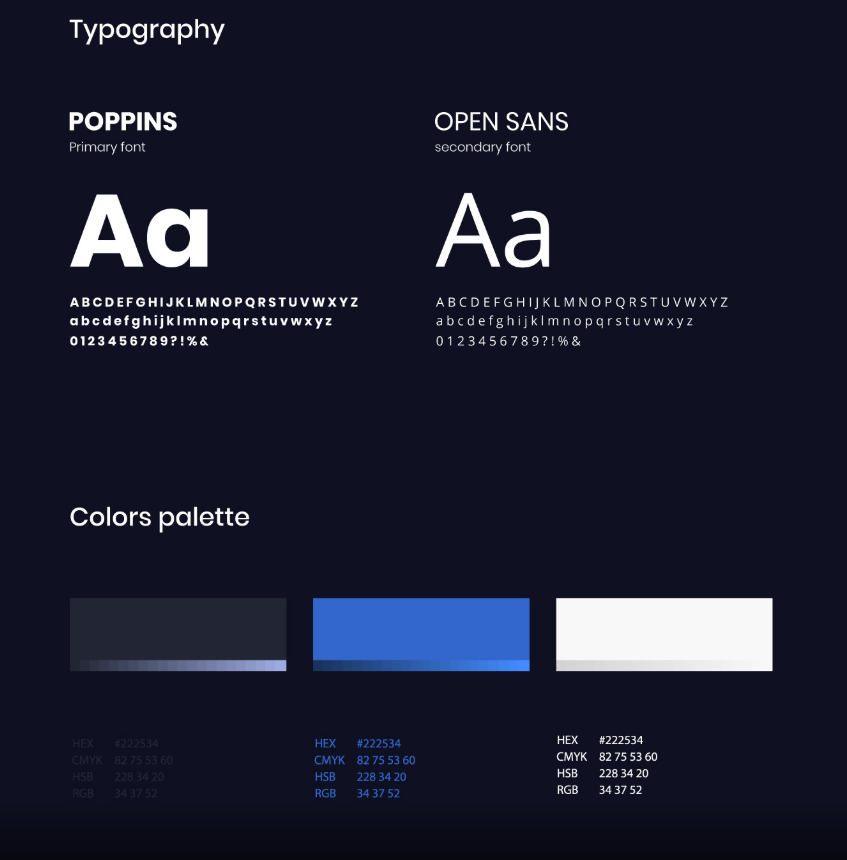 Typography
POPPINS
Primary font
Aa
ABCDEFGHIJKLMNOPQRSTUVWXYZ
abcdefghijklmnopqrstuvwxyz
0123456789?!%&
OPEN SANS
secondary font
Aa
ABCDEFGHIJKLMNOPQRSTUVWXYZ
abcdefghijklmnopqrstuvwxyz
0123456789?!%&
Colors palette
HEX #222534
CMYK 82 75 53 60
HSB 228 34 20
RGB 34 37 52
HEX #222534
CMYK 82 75 53 60
HSB 228 34 20
RGB 34 37 52
HEX #222534
CMYK 82 75 53 60
HSB 228 34 20
RGB 34 37 52